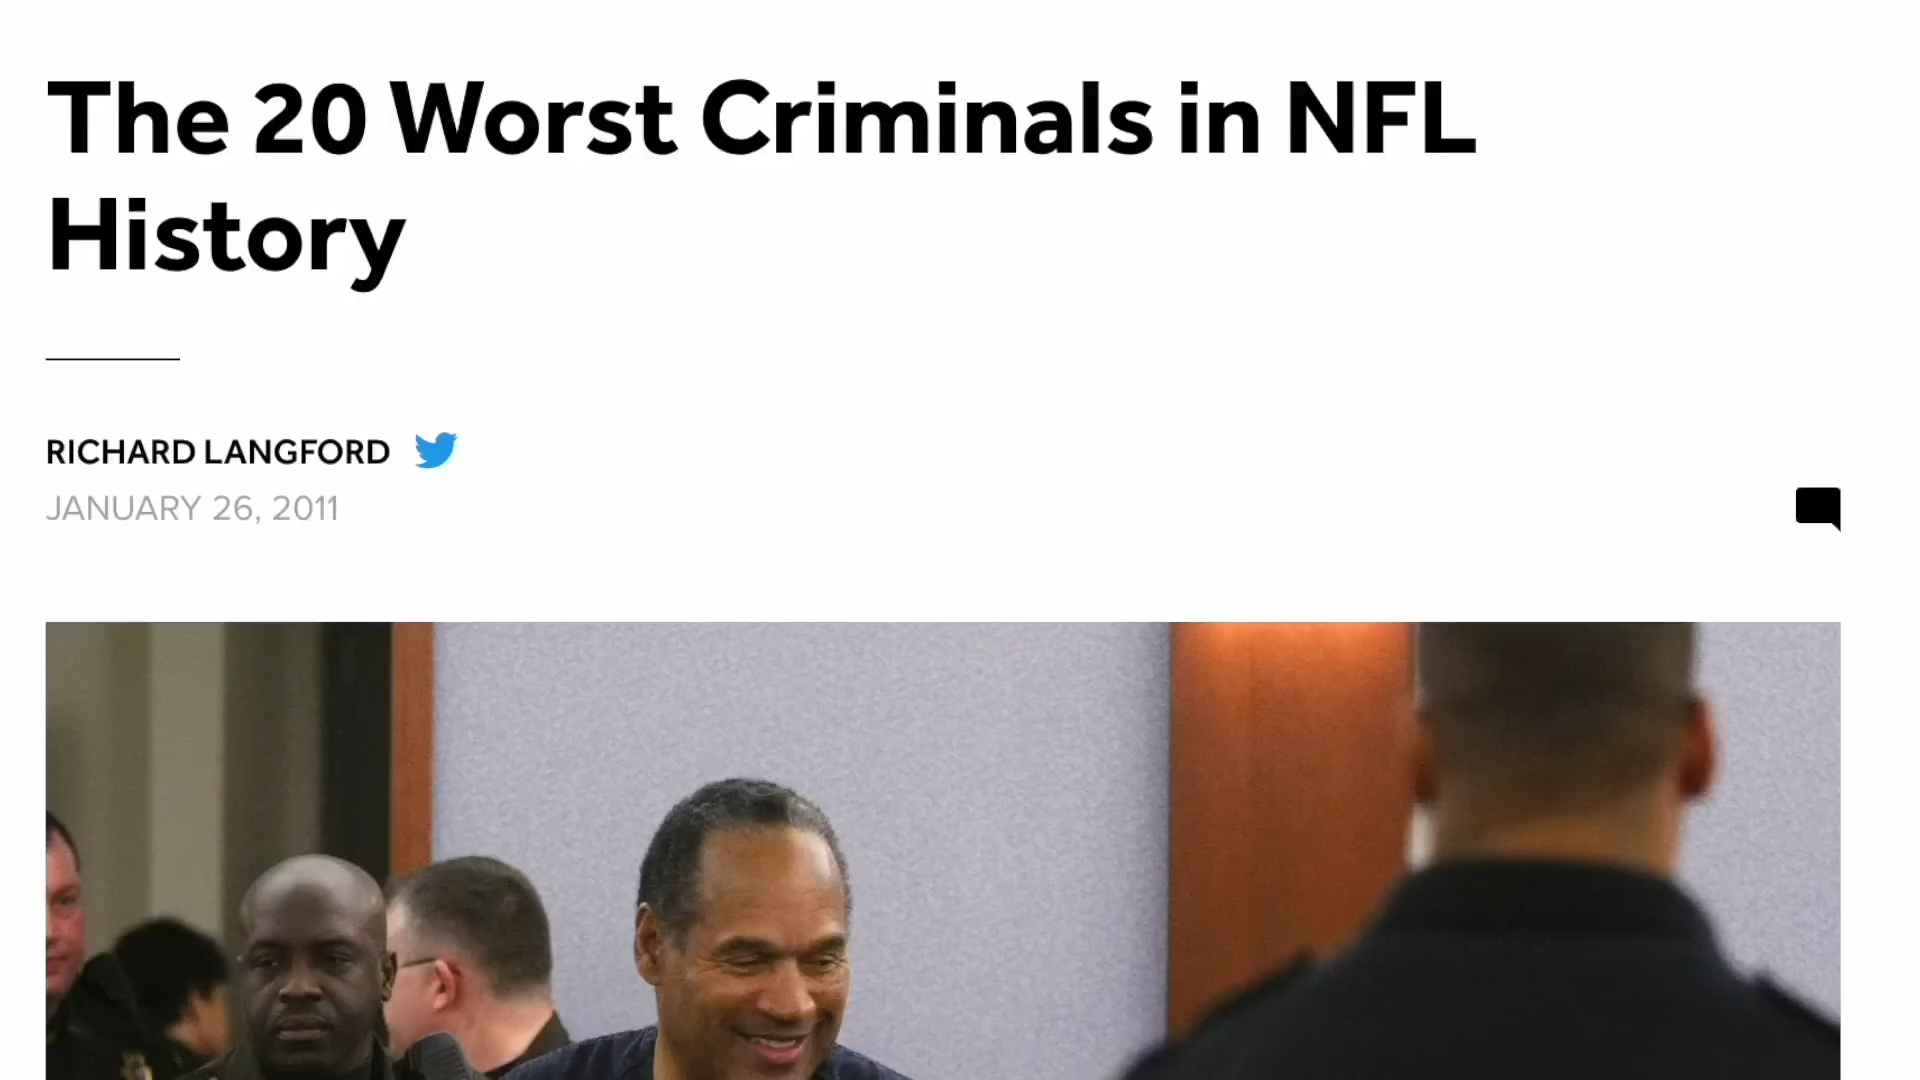 The 20 Worst Criminals in NFL
History
RICHARD LANGFORD
JANUARY 26, 2011